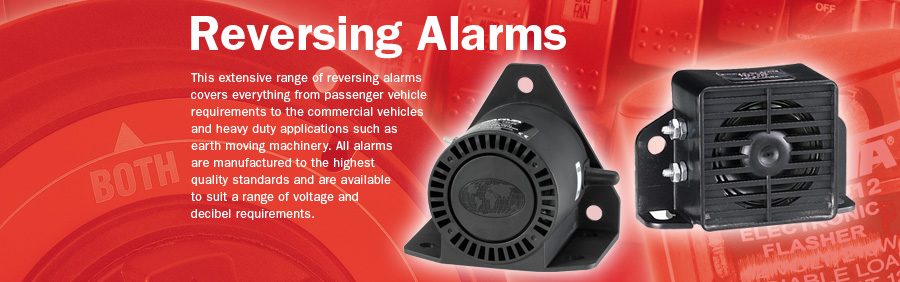 Reversing Alarms
This extensive range of reversing alarms
covers everything from passenger vehicle
requirements to the commercial vehicles
and heavy duty applications such as
earth moving machinery. All alarms
are manufactured to the highest
quality standards and are available
to suit a range of voltage and
decibel requirements.
BOTH
OFF
A
12
ELECTRONIC
FLASHER